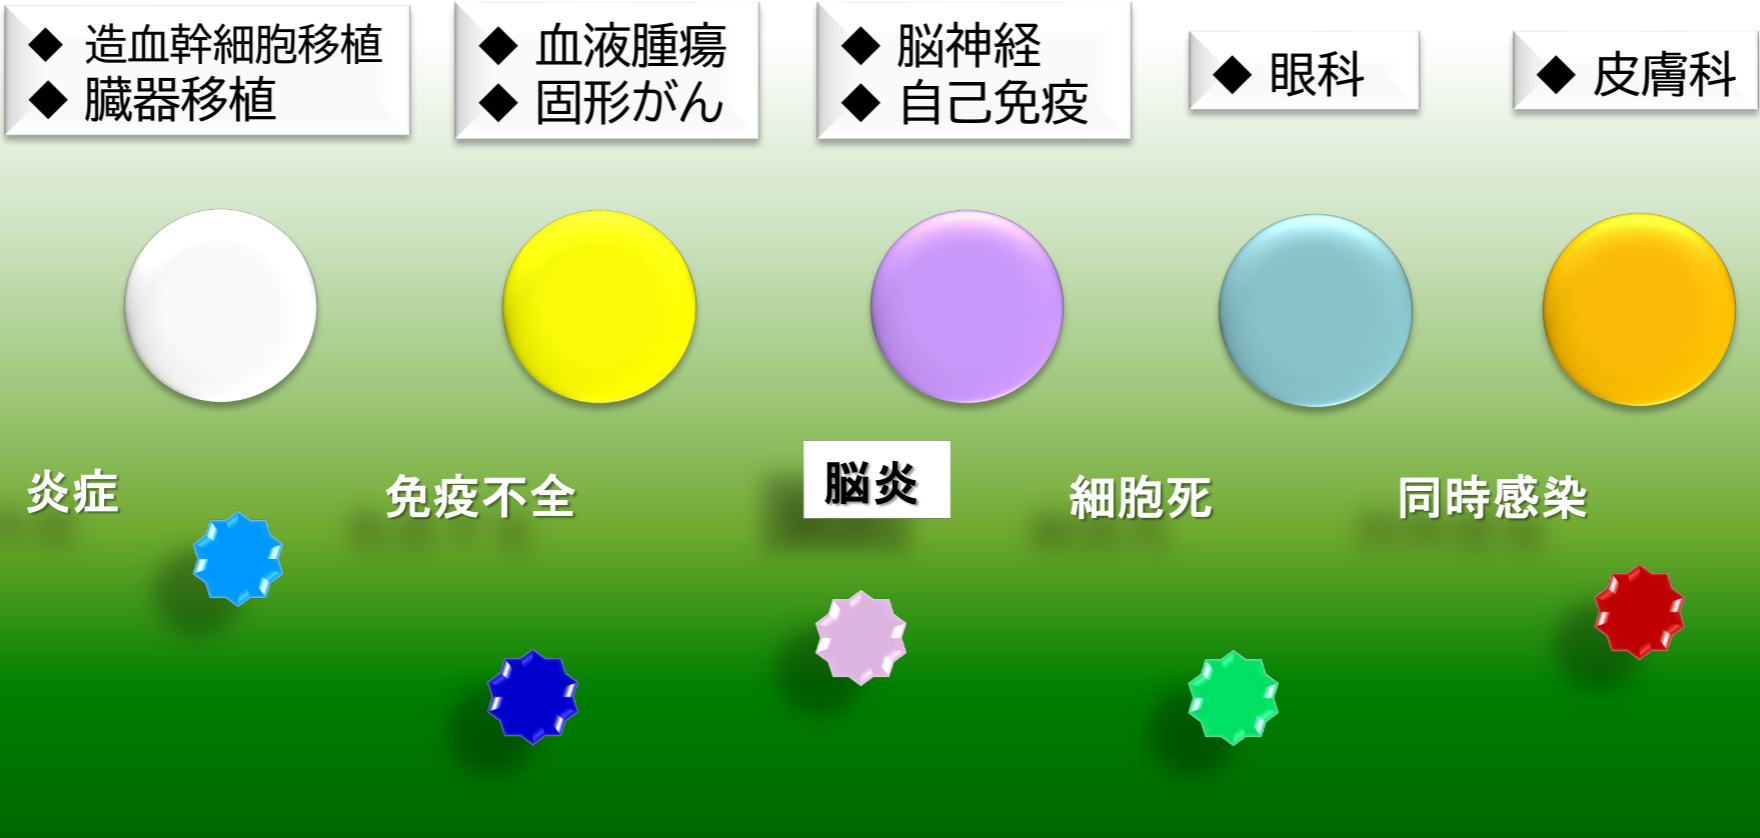 ◆ 造血幹細胞移植
◆ 臓器移植
◆ 血液腫瘍
◆ 固形がん
◆ 脳神経
◆ 自己免疫
◆ 眼科
◆ 皮膚科
炎症
免疫不全
脳炎
細胞死
同時感染